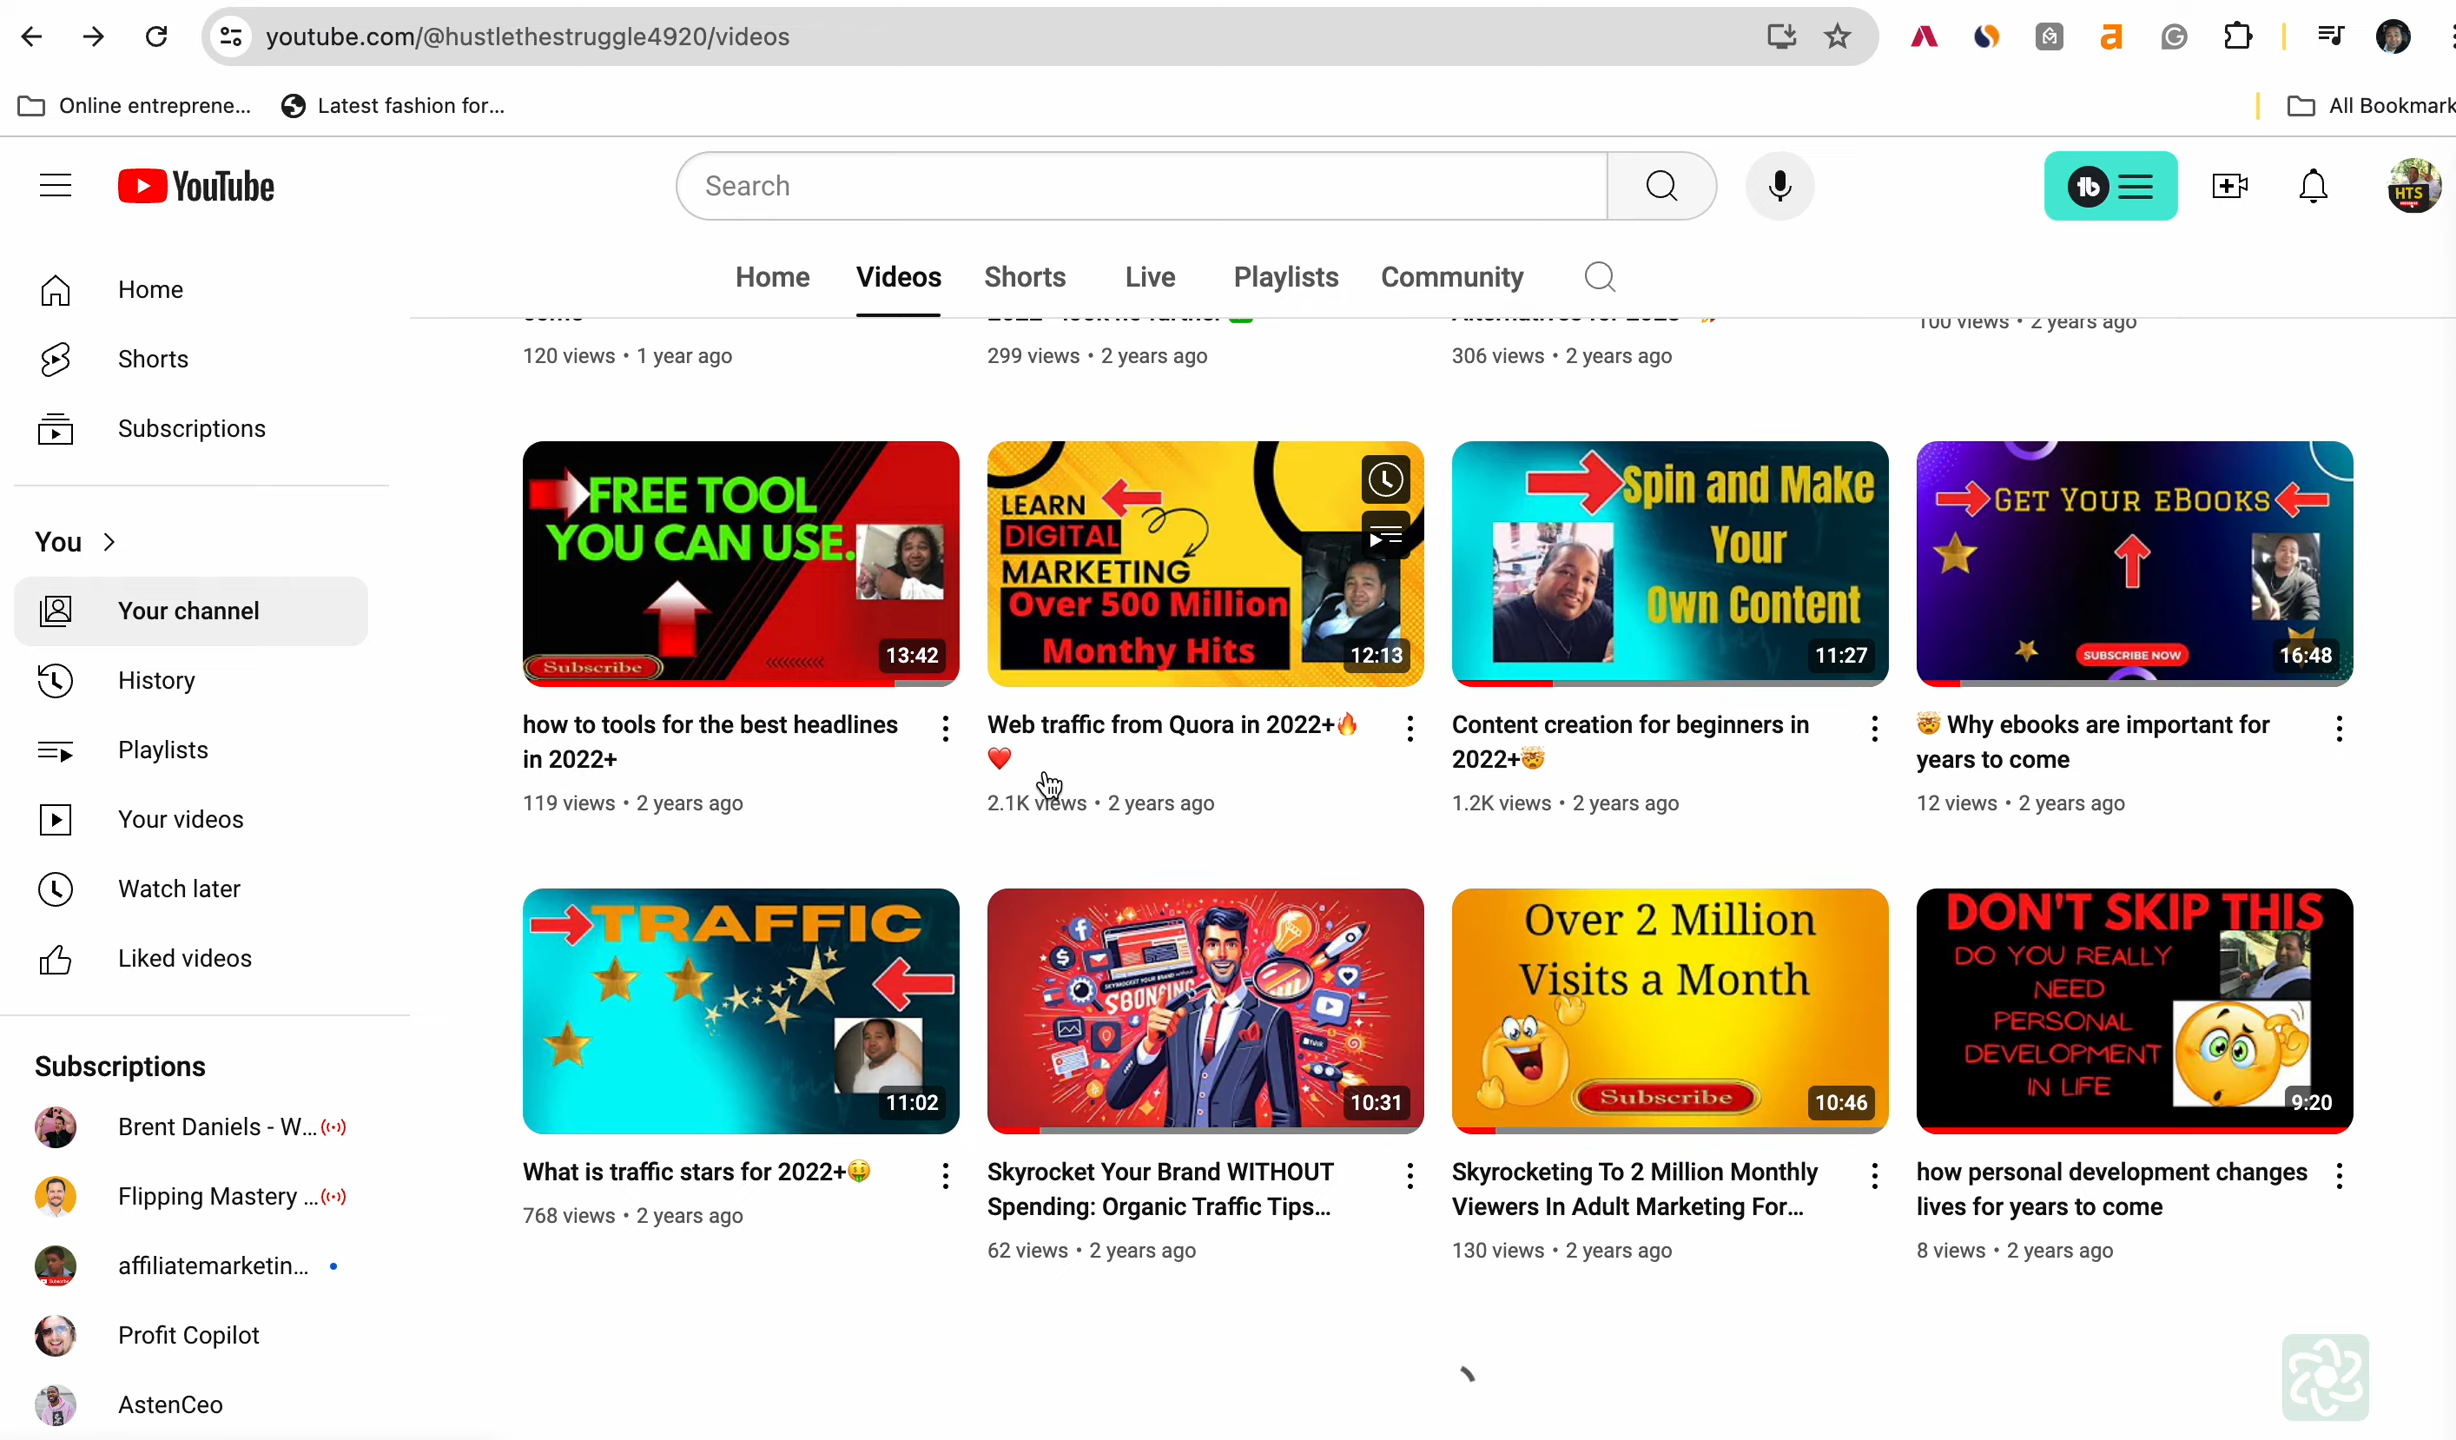 youtube.com/@hustlethestruggle4920/videos
Online entreprene...
Latest fashion for...
All Bookmark
YouTube
Search
tb
HTS
Home
Shorts
Subscriptions
You
Your channel
History
Playlists
Your videos
Watch later
Liked videos
Subscriptions
Brent Daniels - W...
Flipping Mastery ...
affiliatemarketin...
Profit Copilot
AstenCeo
Home
Videos
Shorts
Live
Playlists
Community
120 views • 1 year ago
299 views • 2 years ago
306 views • 2 years ago
100 views • 2 years ago
FREE TOOL
YOU CAN USE.
Subscribe
13:42
how to tools for the best headlines
in 2022+
119 views • 2 years ago
LEARN
DIGITAL
MARKETING
Over 500 Million
Monthy Hits
12:13
Web traffic from Quora in 2022+🔥
❤️
2.1K views • 2 years ago
Spin and Make
Your
Own Content
11:27
Content creation for beginners in
2022+🤯
1.2K views • 2 years ago
GET YOUR EBOOKS
SUBSCRIBE NOW
16:48
🤯 Why ebooks are important for
years to come
12 views • 2 years ago
TRAFFIC
11:02
What is traffic stars for 2022+🤑
768 views • 2 years ago
SBONCING
10:31
Skyrocket Your Brand WITHOUT
Spending: Organic Traffic Tips...
62 views • 2 years ago
Over 2 Million
Visits a Month
Subscribe
10:46
Skyrocketing To 2 Million Monthly
Viewers In Adult Marketing For...
130 views • 2 years ago
DON'T SKIP THIS
DO YOU REALLY
NEED
PERSONAL
DEVELOPMENT
IN LIFE
9:20
how personal development changes
lives for years to come
8 views • 2 years ago